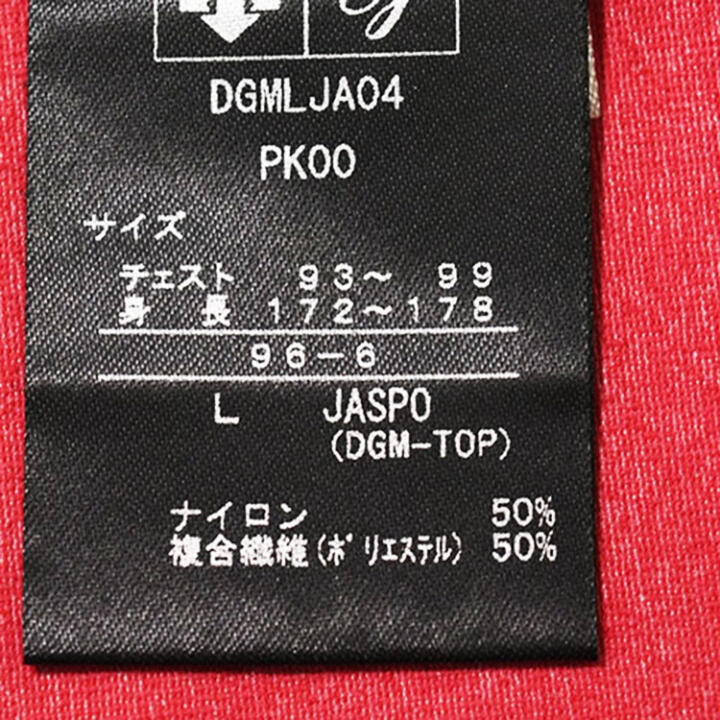 DGMLJA04
PK00
サイズ
チェスト 93～ 99
身 長 172～178
96-6
L JASPO
(DGM-TOP)
ナイロン 50%
複合繊維(ポリエステル) 50%